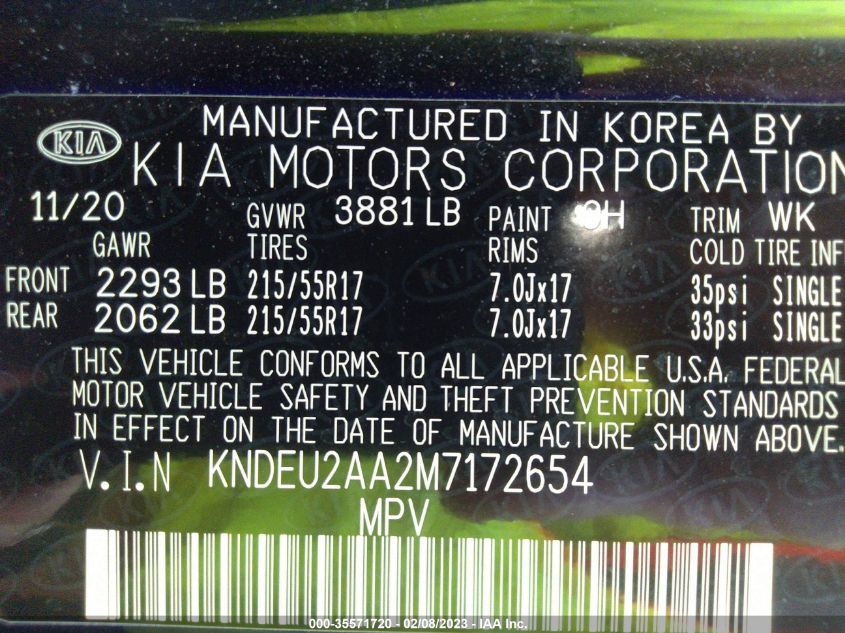 MANUFACTURED IN KOREA BY
KIA
KIA MOTORS CORPORATION
11/20 GVWR 3881 LB PAINT TRIM WK
GAWR TIRES RIMS COLD TIRE INF
FRONT 2293 LB 215/55R17 7.0Jx17 35psi SINGLE
REAR 2062 LB 215/55R17 7.0Jx17 33psi SINGLE
THIS VEHICLE CONFORMS TO ALL APPLICABLE U.S.A. FEDERAL
MOTOR VEHICLE SAFETY AND THEFT PREVENTION STANDARDS
IN EFFECT ON THE DATE OF MANUFACTURE SHOWN ABOVE.
V.I.N KNDEU2AA2M7172654
MPV
000-35571720 - 02/08/2023 - IAA Inc.